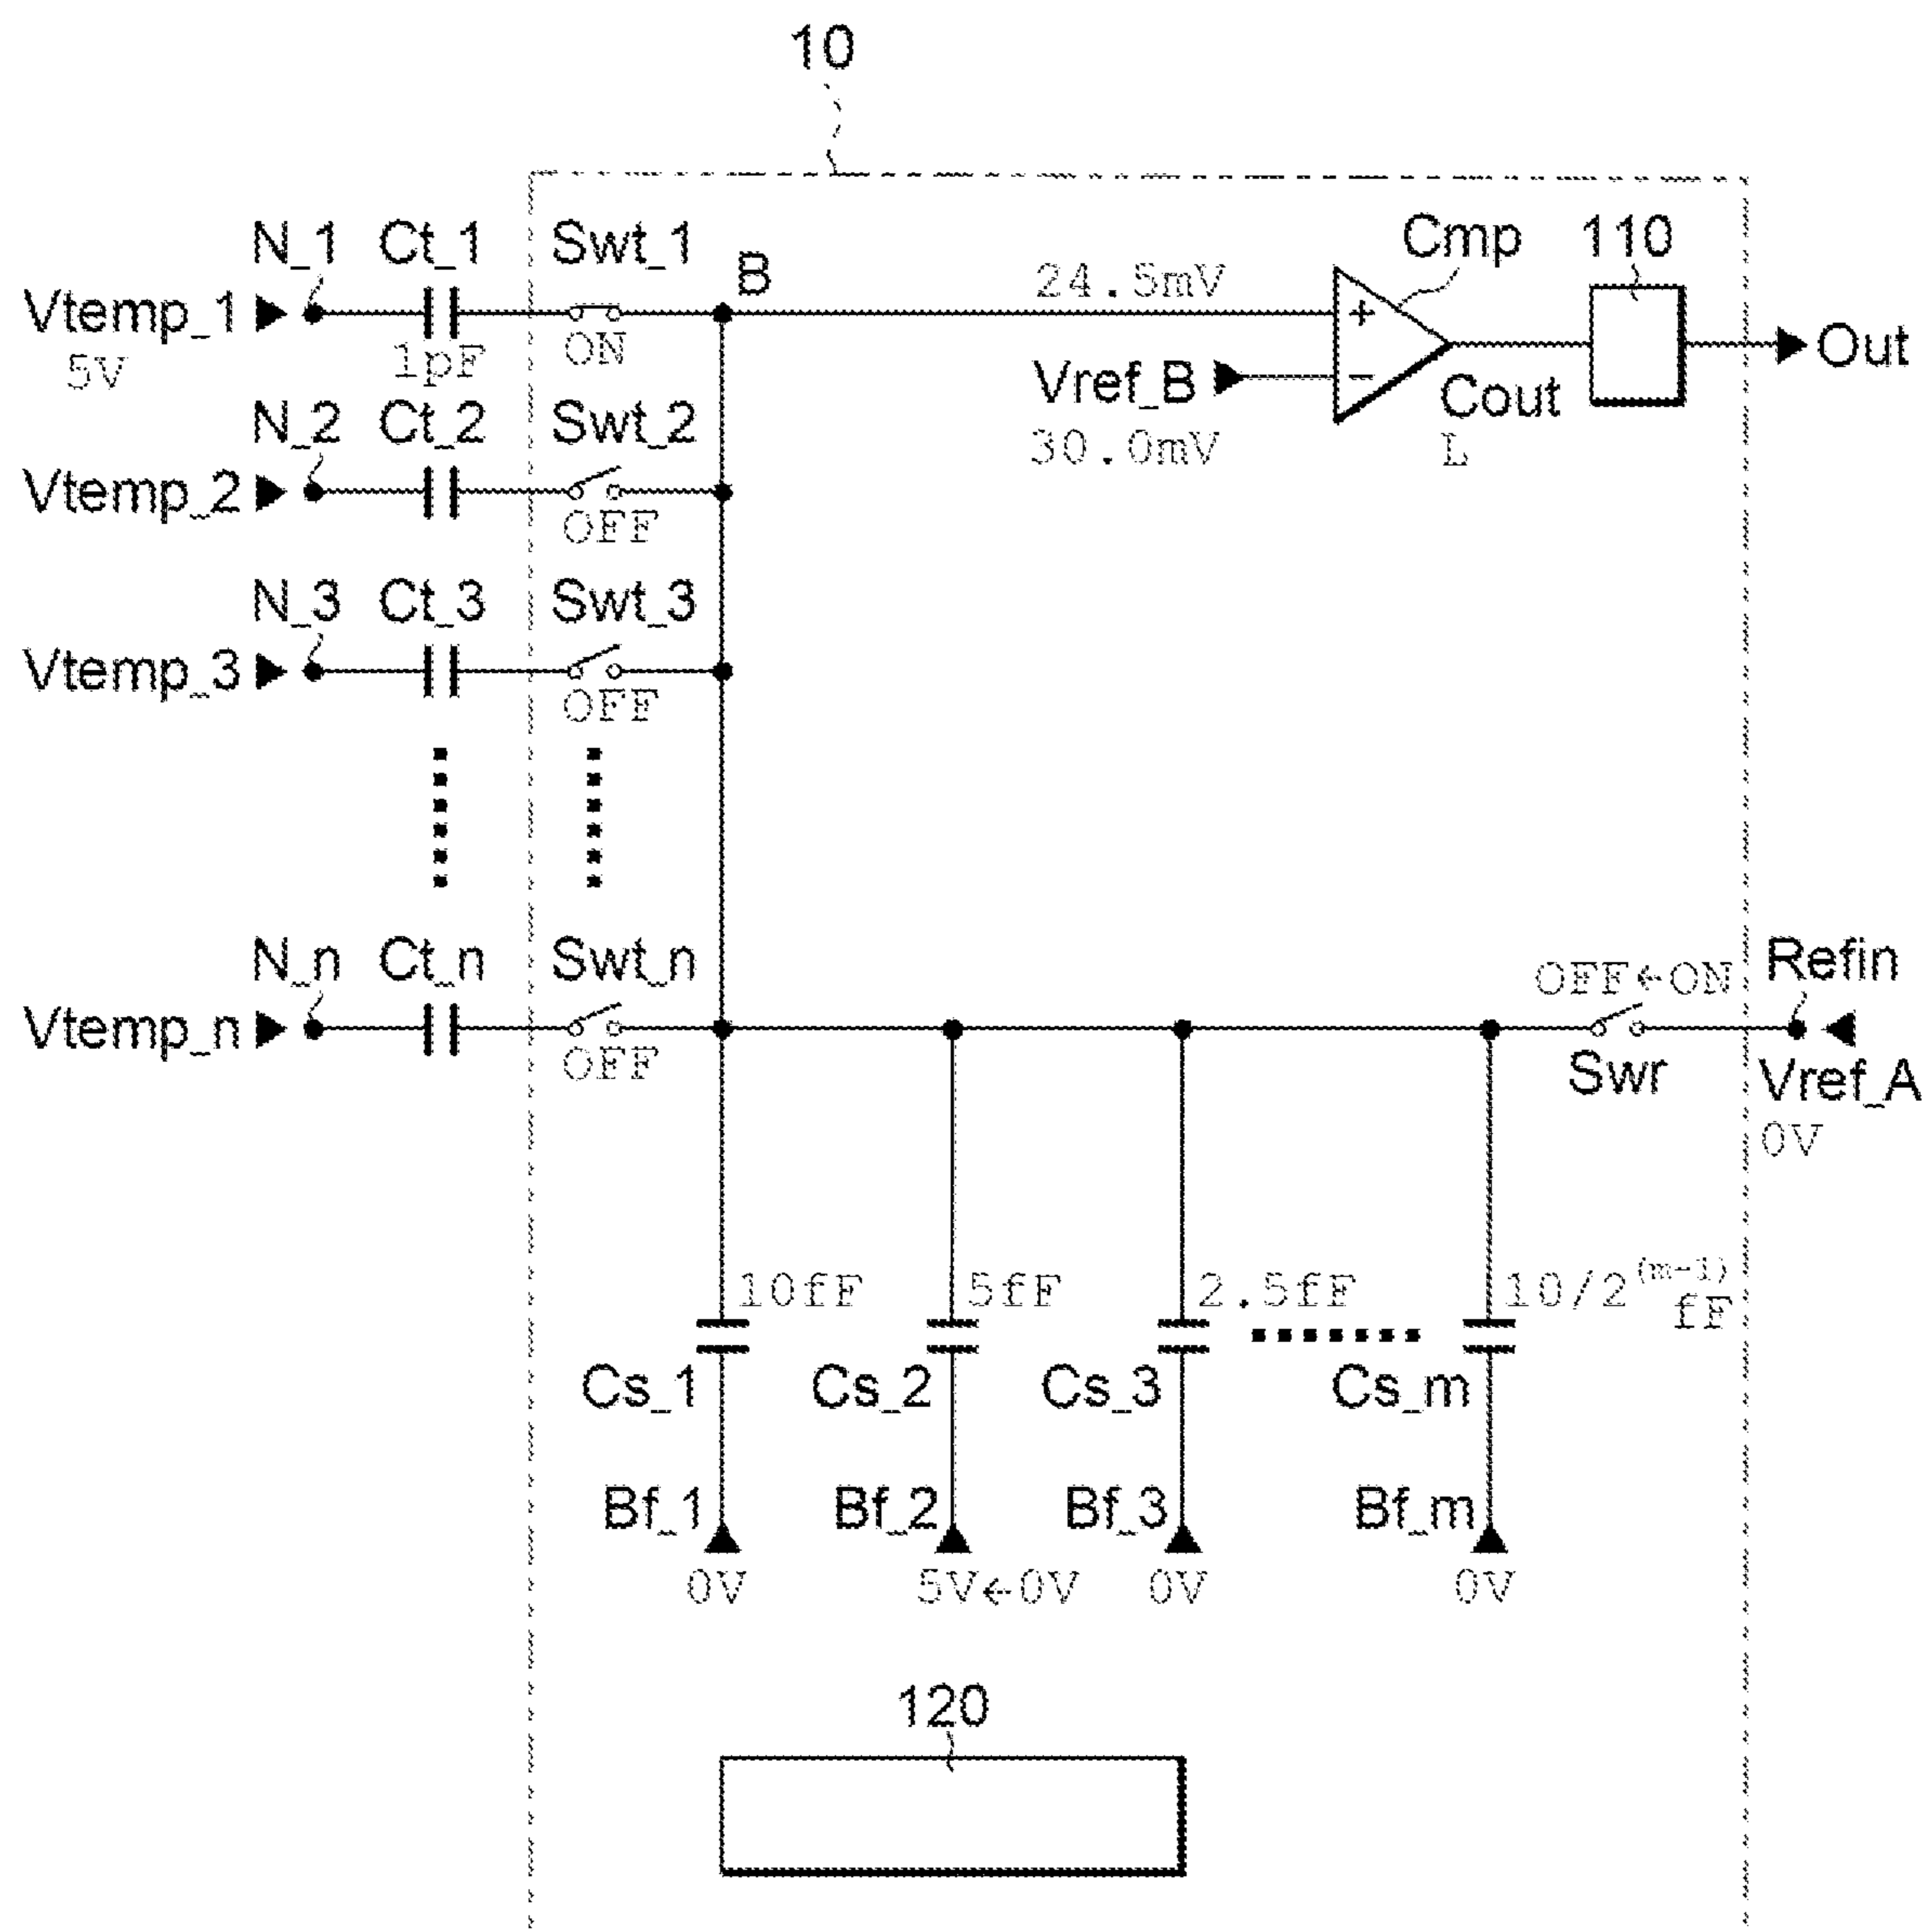 10
N_1 Ct_1 Swt_1 B 24.5mV Cmp 110
Vtemp_1 5V 1pF ON Vref_B 30.0mV Cout L Out
N_2 Ct_2 Swt_2
Vtemp_2 OFF
N_3 Ct_3 Swt_3
Vtemp_3 OFF
N_n Ct_n Swt_n OFF←ON Refin
Vtemp_n OFF Swr Vref_A
0V
10fF 5fF 2.5fF 10/2^(m-1) fF
Cs_1 Cs_2 Cs_3 Cs_m
Bf_1 Bf_2 Bf_3 Bf_m
0V 5V←0V 0V 0V
120